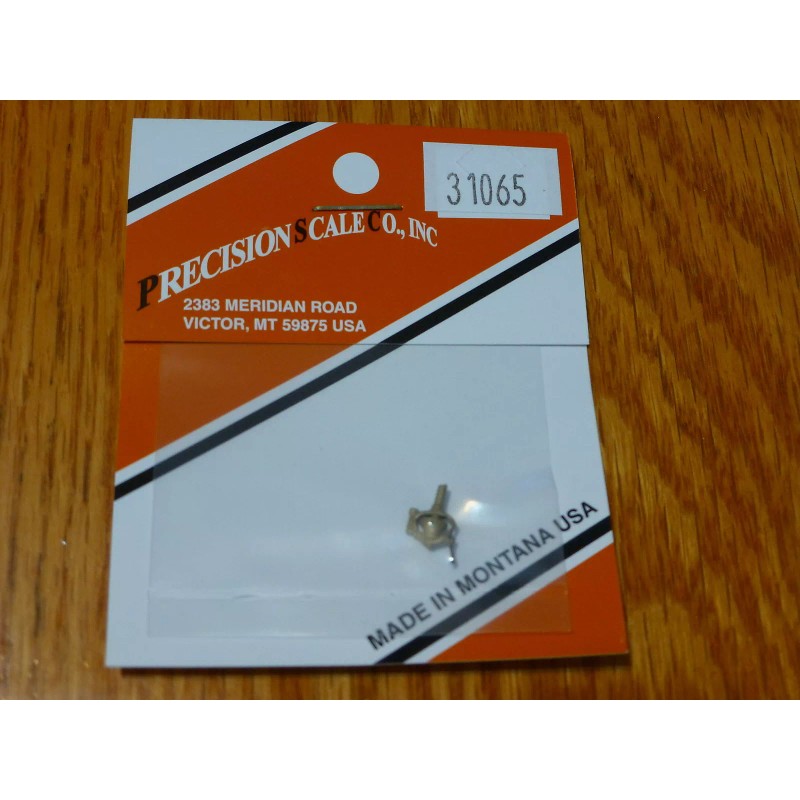 31065
PRECISION SCALE CO., INC
2383 MERIDIAN ROAD
VICTOR, MT 59875 USA
MADE IN MONTANA USA